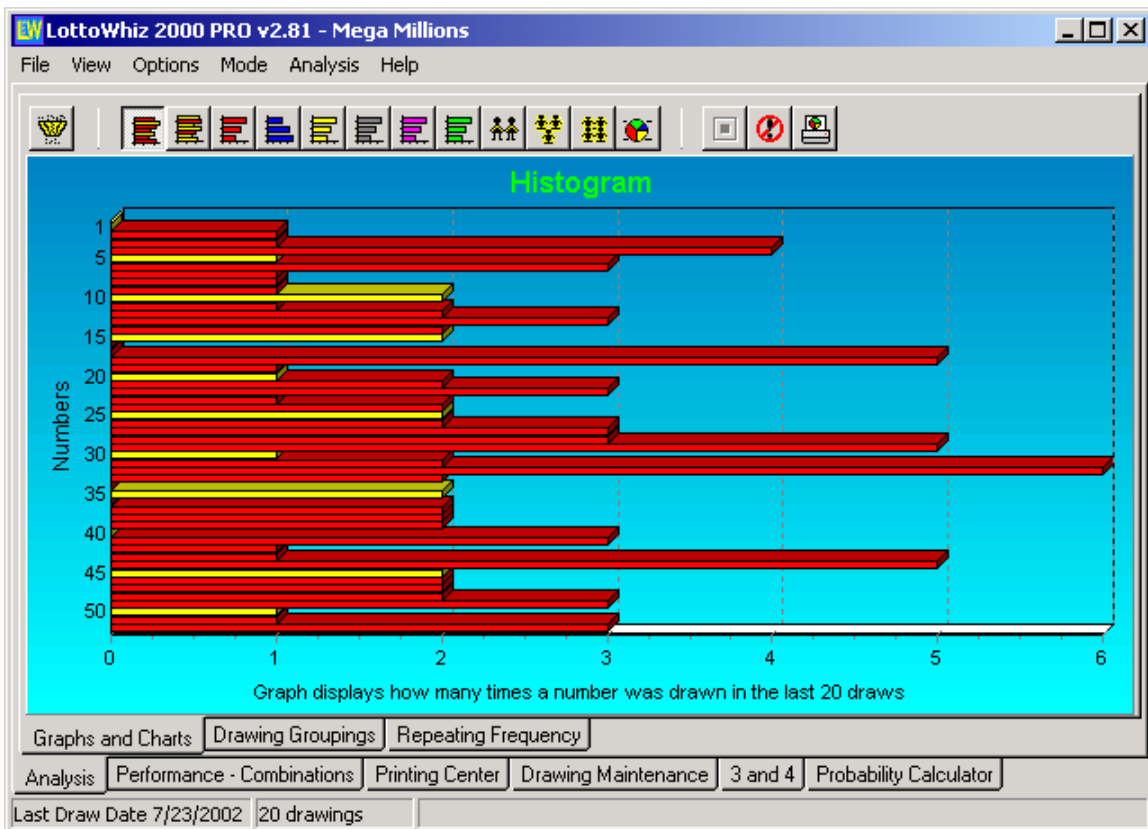 LottoWhiz 2000 PRO v2.81 - Mega Millions
File View Options Mode Analysis Help
Histogram
Numbers
1
5
10
15
20
25
30
35
40
45
50
0 1 2 3 4 5 6
Graph displays how many times a number was drawn in the last 20 draws
Graphs and Charts Drawing Groupings Repeating Frequency
Analysis Performance - Combinations Printing Center Drawing Maintenance 3 and 4 Probability Calculator
Last Draw Date 7/23/2002 20 drawings